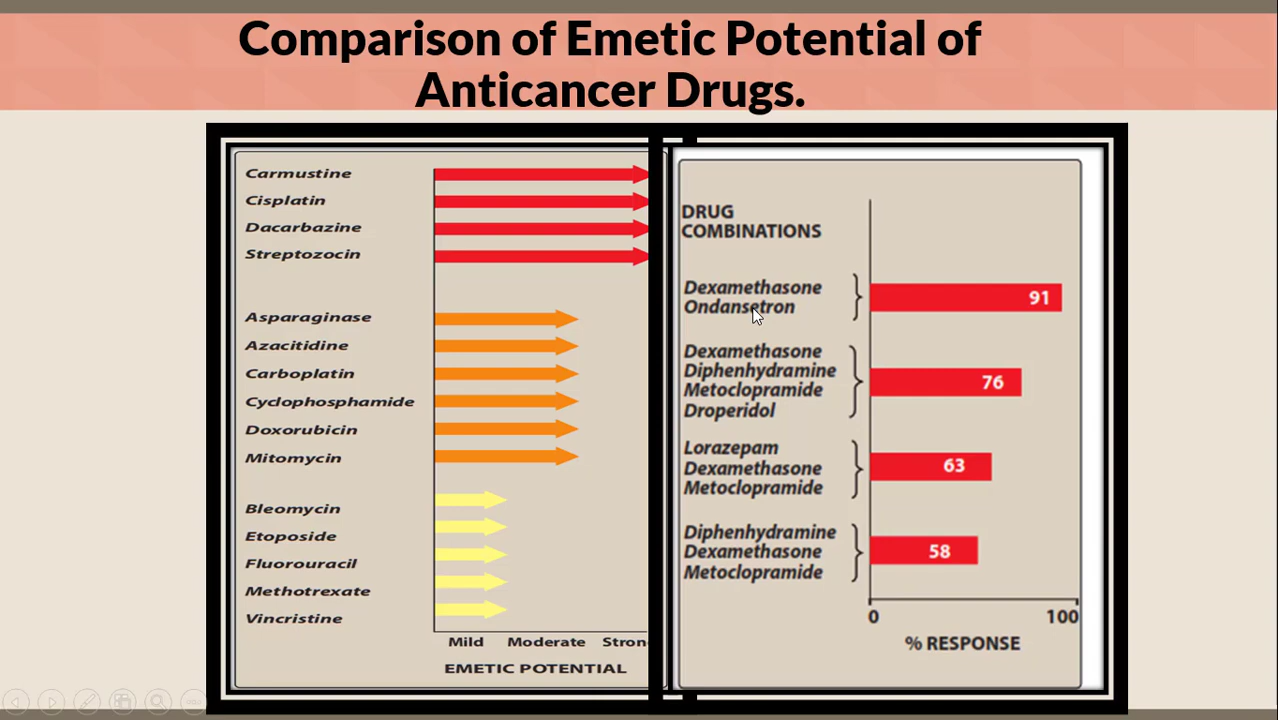 Comparison of Emetic Potential of
Anticancer Drugs.
Carmustine
Cisplatin
Dacarbazine
Streptozocin
Asparaginase
Azacitidine
Carboplatin
Cyclophosphamide
Doxorubicin
Mitomycin
Bleomycin
Etoposide
Fluorouracil
Methotrexate
Vincristine
Mild Moderate Stron
EMETIC POTENTIAL
DRUG
COMBINATIONS
Dexamethasone
Ondansetron
91
Dexamethasone
Diphenhydramine
Metoclopramide
Droperidol
76
Lorazepam
Dexamethasone
Metoclopramide
63
Diphenhydramine
Dexamethasone
Metoclopramide
58
0 100
% RESPONSE